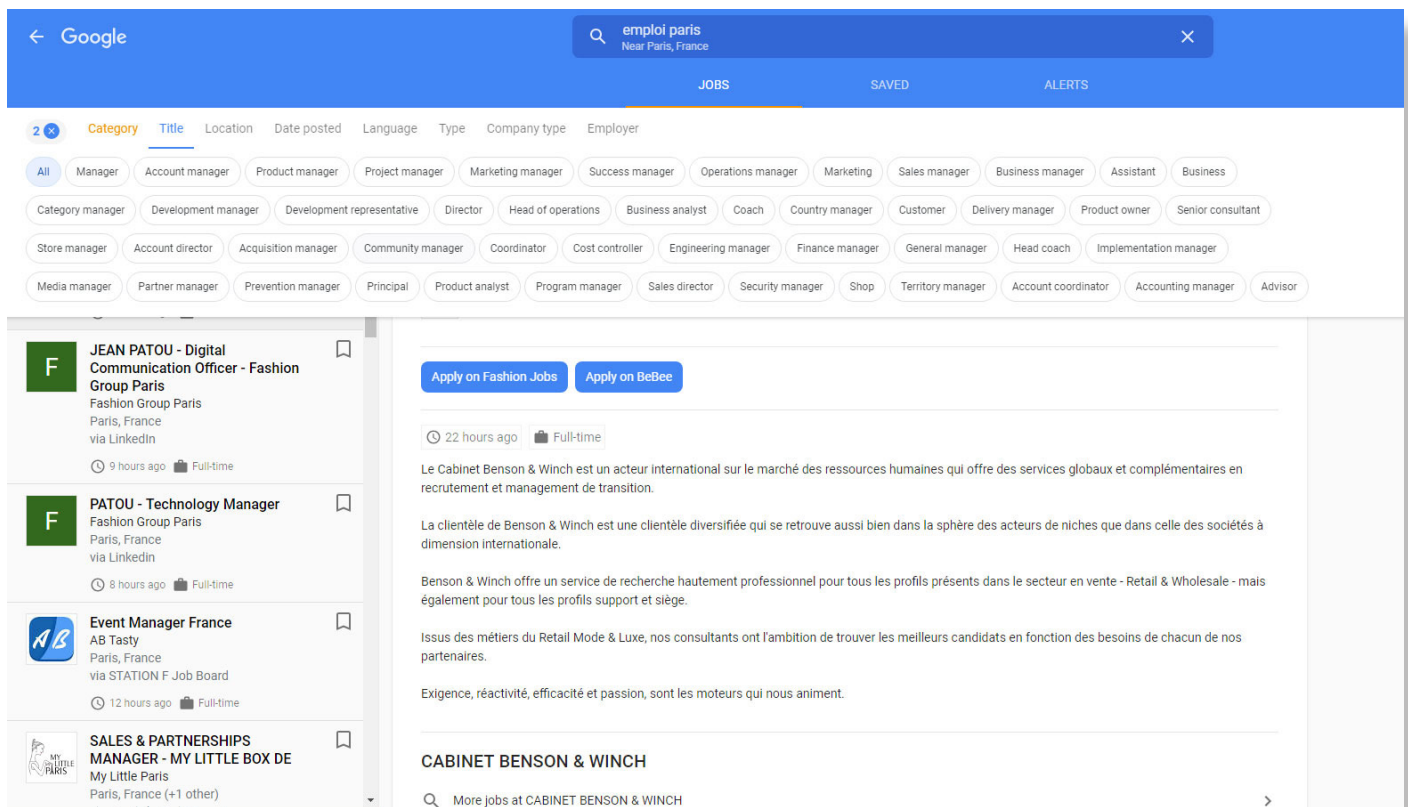 Google
emploi paris
Near Paris, France
JOBS SAVED ALERTS
2 Category Title Location Date posted Language Type Company type Employer
All Manager Account manager Product manager Project manager Marketing manager Success manager Operations manager Marketing Sales manager Business manager Assistant Business
Category manager Development manager Development representative Director Head of operations Business analyst Coach Country manager Customer Delivery manager Product owner Senior consultant
Store manager Account director Acquisition manager Community manager Coordinator Cost controller Engineering manager Finance manager General manager Head coach Implementation manager
Media manager Partner manager Prevention manager Principal Product analyst Program manager Sales director Security manager Shop Territory manager Account coordinator Accounting manager Advisor
F
JEAN PATOU - Digital
Communication Officer - Fashion
Group Paris
Fashion Group Paris
Paris, France
via LinkedIn
9 hours ago Full-time
F
PATOU - Technology Manager
Fashion Group Paris
Paris, France
via Linkedin
8 hours ago Full-time
AB
Event Manager France
AB Tasty
Paris, France
via STATION F Job Board
12 hours ago Full-time
MY
LITTLE
PARIS
SALES & PARTNERSHIPS
MANAGER - MY LITTLE BOX DE
My Little Paris
Paris, France (+1 other)
Apply on Fashion Jobs Apply on BeBee
22 hours ago Full-time
Le Cabinet Benson & Winch est un acteur international sur le marché des ressources humaines qui offre des services globaux et complémentaires en
recrutement et management de transition.
La clientèle de Benson & Winch est une clientèle diversifiée qui se retrouve aussi bien dans la sphère des acteurs de niches que dans celle des sociétés à
dimension internationale.
Benson & Winch offre un service de recherche hautement professionnel pour tous les profils présents dans le secteur en vente - Retail & Wholesale - mais
également pour tous les profils support et siège.
Issus des métiers du Retail Mode & Luxe, nos consultants ont l'ambition de trouver les meilleurs candidats en fonction des besoins de chacun de nos
partenaires.
Exigence, réactivité, efficacité et passion, sont les moteurs qui nous animent.
CABINET BENSON & WINCH
More jobs at CABINET BENSON & WINCH